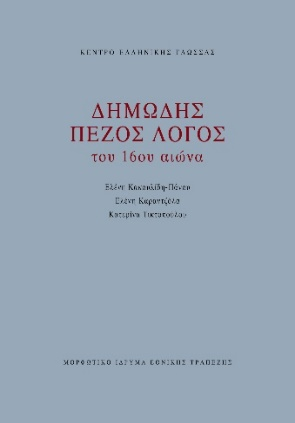 ΚΕΝΤΡΟ ΕΛΛΗΝΙΚΗΣ ΓΛΩΣΣΑΣ
ΔΗΜΩΔΗΣ
ΠΕΖΟΣ ΛΟΓΟΣ
του 16ου αιώνα
Ελένη Κακουλίδη-Πάνου
Ελένη Καραντζόλα
Κατερίνα Τικτοπούλου
ΜΟΡΦΩΤΙΚΟ ΙΔΡΥΜΑ ΕΘΝΙΚΗΣ ΤΡΑΠΕΖΗΣ